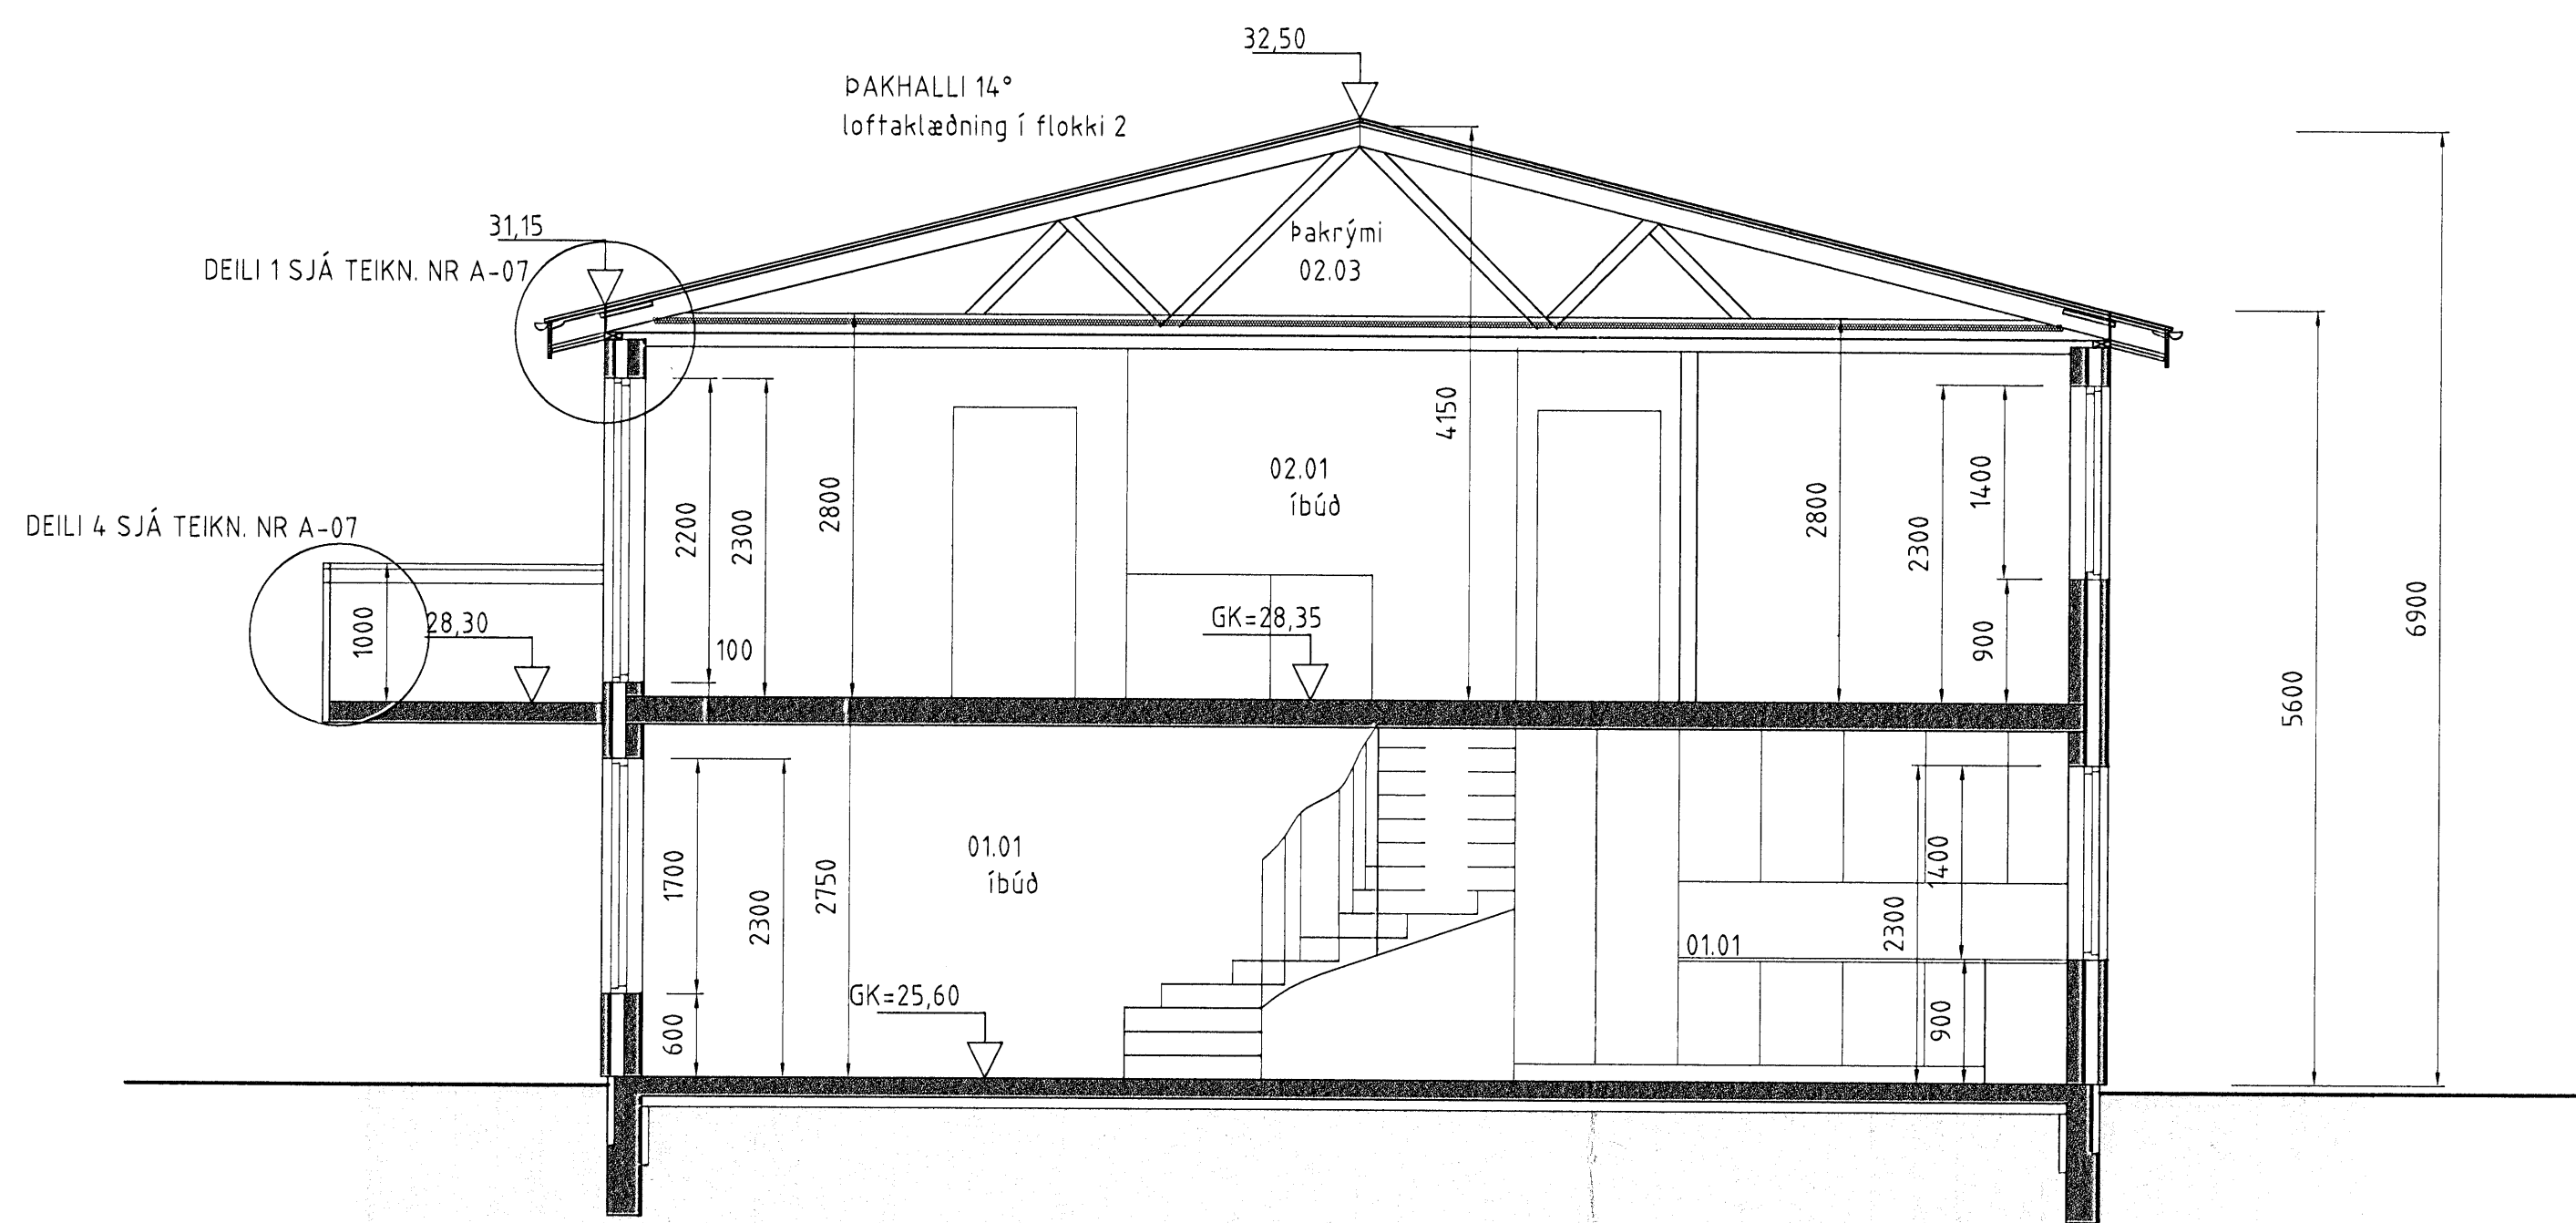 32,50
ÞAKHALLI 14°
loftaklæðning í flokki 2
31,15
DEILI 1 SJÁ TEIKN. NR A-07
Þakrými
02.03
4150
02.01
íbúð
2200
2300
2800
100
2800
2300
1400
900
DEILI 4 SJÁ TEIKN. NR A-07
1000
28,30
GK=28,35
5600
6900
01.01
íbúð
1700
2300
2750
600
GK=25,60
01.01
2300
1400
900